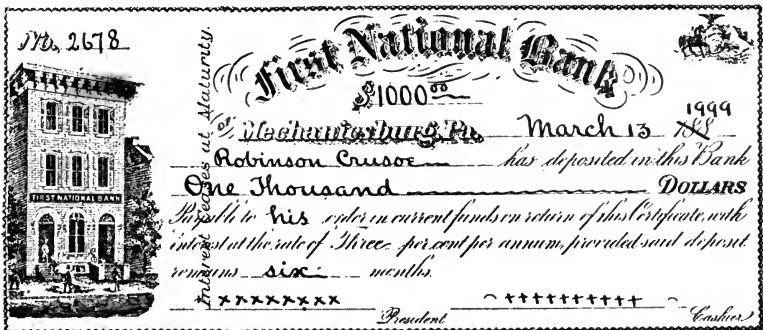 No. 2678
First National Bank
$1000.00
of Mechanicsburg, Pa. March 13 1999 188
Robinson Crusoe has deposited in this Bank
One Thousand DOLLARS
Payable to his order in current funds on return of this Certificate, with
interest at the rate of Three per cent per annum, provided said deposit
remains six months.
xxxxxxxxx ++++++++++
President Cashier
Interest Ceases at Maturity.
FIRST NATIONAL BANK